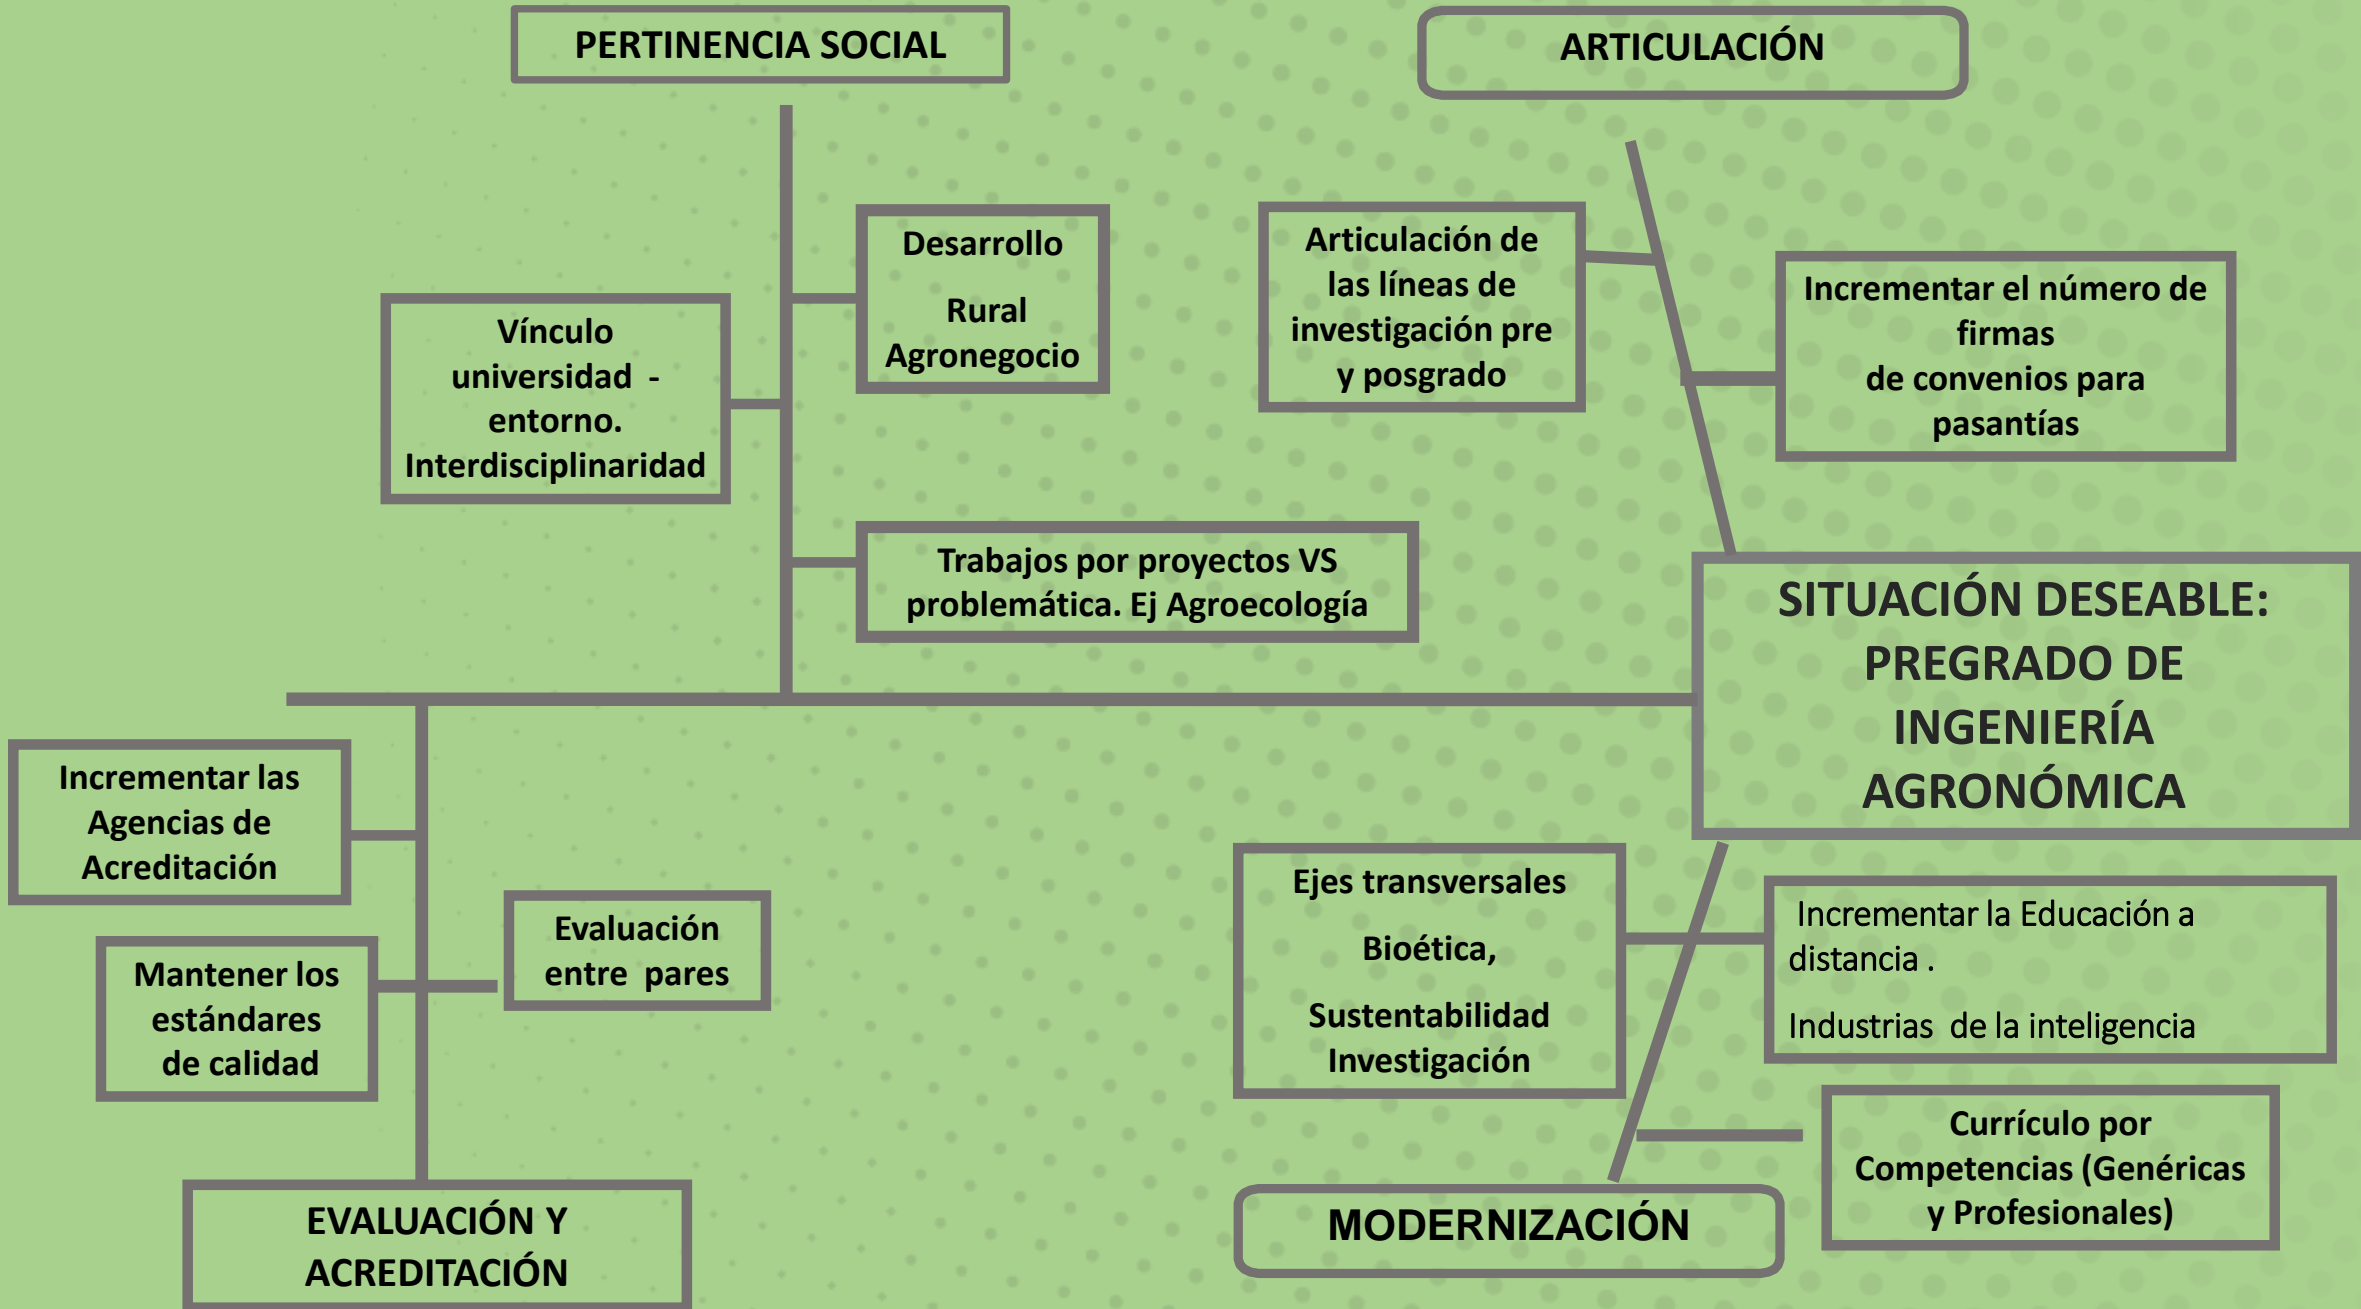 PERTINENCIA SOCIAL
ARTICULACIÓN
Desarrollo
Rural
Agronegocio
Vínculo
universidad -
entorno.
Interdisciplinaridad
Trabajos por proyectos VS
problemática. Ej Agroecología
Articulación de
las líneas de
investigación pre
y posgrado
Incrementar el número de
firmas
de convenios para
pasantías
SITUACIÓN DESEABLE:
PREGRADO DE
INGENIERÍA
AGRONÓMICA
Incrementar las
Agencias de
Acreditación
Evaluación
entre pares
Mantener los
estándares
de calidad
EVALUACIÓN Y
ACREDITACIÓN
Ejes transversales
Bioética,
Sustentabilidad
Investigación
Incrementar la Educación a
distancia .
Industrias de la inteligencia
Currículo por
Competencias (Genéricas
y Profesionales)
MODERNIZACIÓN